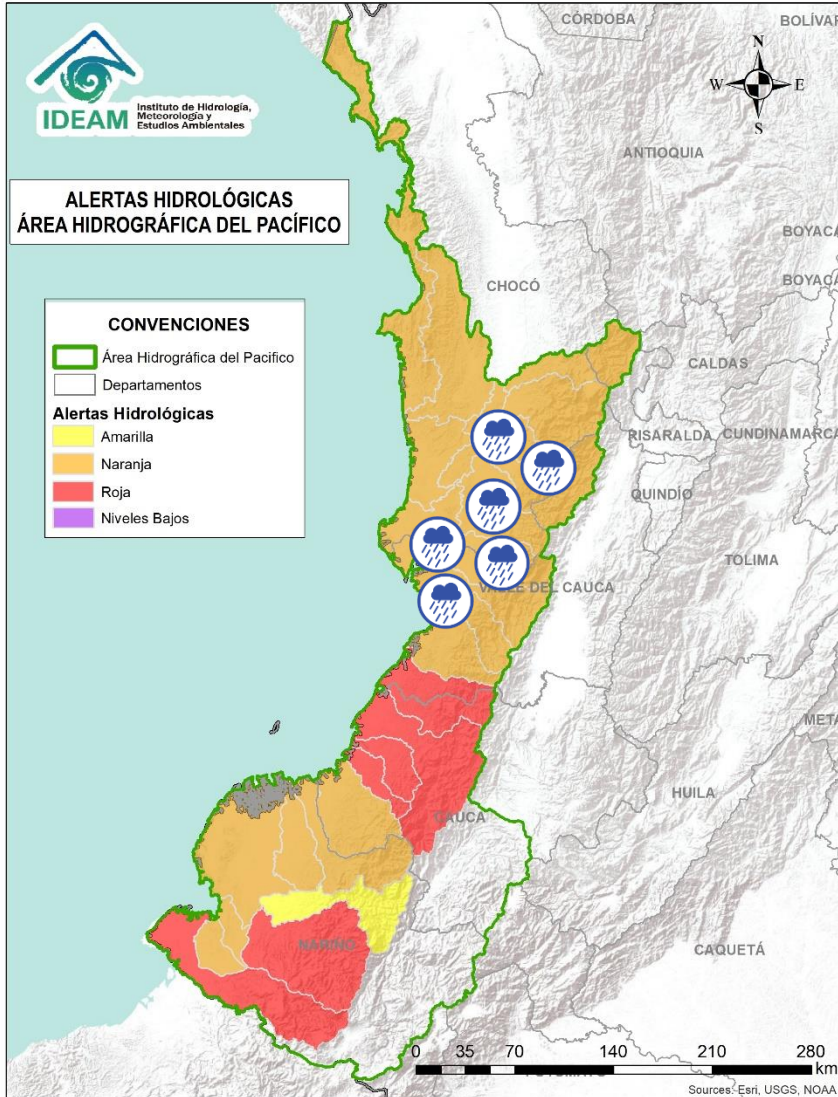 CÓRDOBA
BOLÍVAR
IDEAM
Instituto de Hidrología,
Meteorología y
Estudios Ambientales
N
W E
S
ANTIOQUIA
ALERTAS HIDROLÓGICAS
ÁREA HIDROGRÁFICA DEL PACÍFICO
BOYACÁ
BOYACÁ
CHOCÓ
CONVENCIONES
Área Hidrográfica del Pacifico
Departamentos
Alertas Hidrológicas
Amarilla
Naranja
Roja
Niveles Bajos
CALDAS
RISARALDA
CUNDINAMARCA
QUINDÍO
TOLIMA
VALLE DEL CAUCA
META
HUILA
CAUCA
NARIÑO
CAQUETÁ
0 35 70 140 210 280
km
Sources: Esri, USGS, NOAA